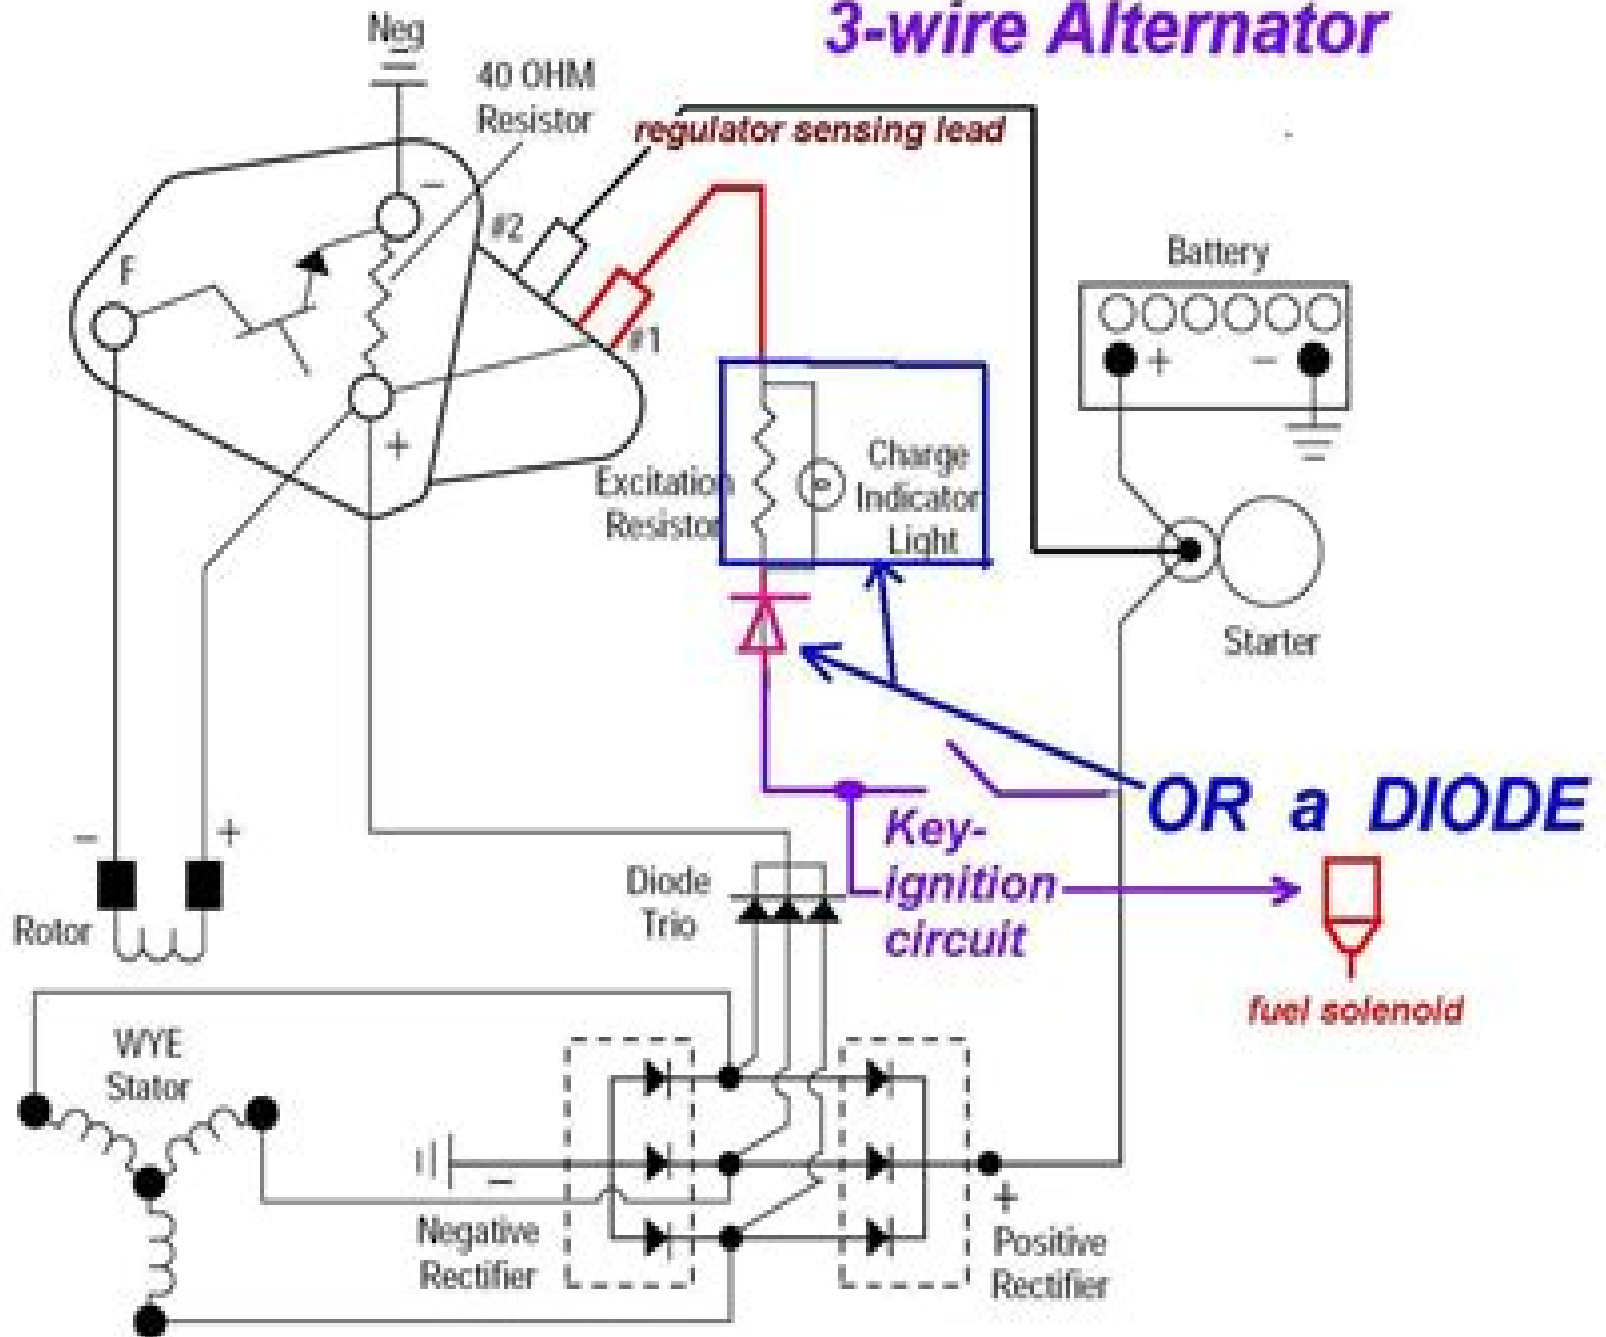 3-wire Alternator
Neg
40 OHM
Resistor
regulator sensing lead
−
#2
F
#1
Battery
+ −
+
Excitation
Resistor
Charge
Indicator
Light
P
Starter
OR a DIODE
Key-
ignition
circuit
− +
Diode
Trio
Rotor
fuel solenoid
WYE
Stator
−
+
Negative
Rectifier
Positive
Rectifier